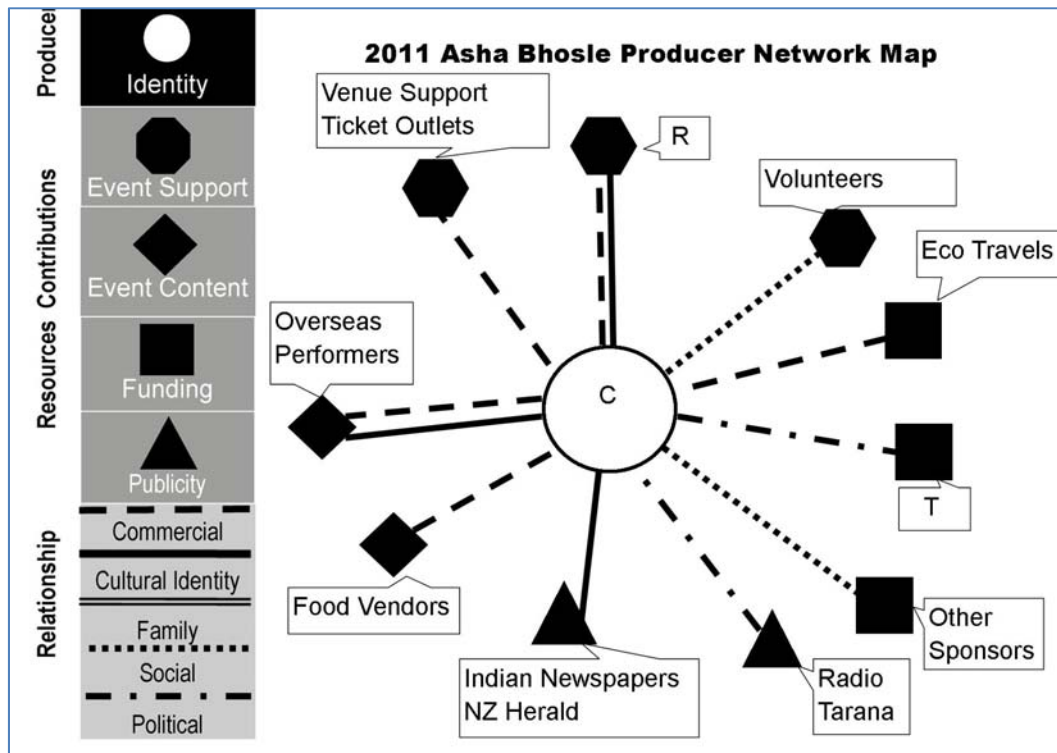 2011 Asha Bhosle Producer Network Map
Producer
Identity
Resources Contributions
Event Support
Event Content
Funding
Publicity
Relationship
Commercial
Cultural Identity
Family
Social
Political
Venue Support
Ticket Outlets
R
Volunteers
Eco Travels
Overseas
Performers
C
T
Food Vendors
Indian Newspapers
NZ Herald
Radio
Tarana
Other
Sponsors